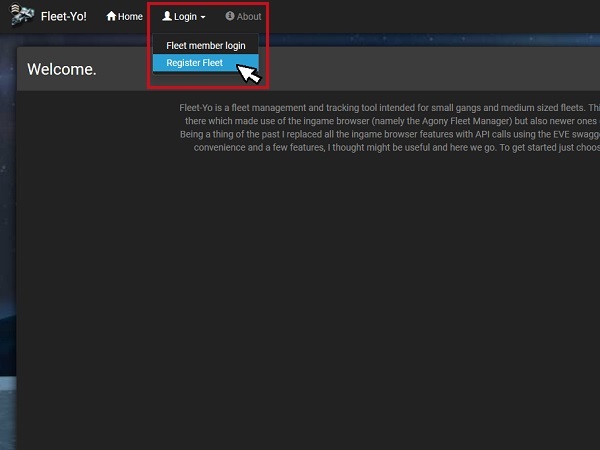 Fleet-Yo! Home Login About
Fleet member login
Register Fleet
Welcome.
Fleet-Yo is a fleet management and tracking tool intended for small gangs and medium sized fleets. Thi
there which made use of the ingame browser (namely the Agony Fleet Manager) but also newer ones
Being a thing of the past I replaced all the ingame browser features with API calls using the EVE swagg
convenience and a few features, I thought might be useful and here we go. To get started just choos